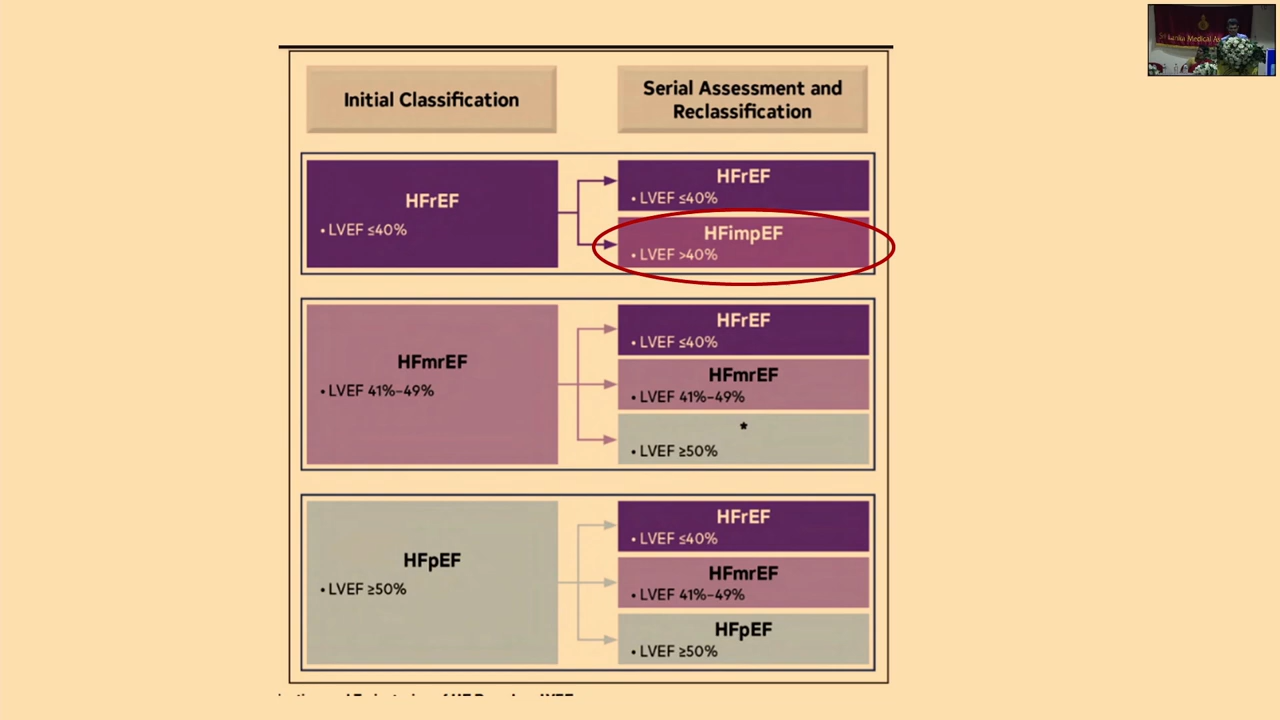 Initial Classification
Serial Assessment and
Reclassification
HFrEF
• LVEF ≤40%
HFrEF
• LVEF ≤40%
HFimpEF
• LVEF >40%
HFmrEF
• LVEF 41%–49%
HFrEF
• LVEF ≤40%
HFmrEF
• LVEF 41%–49%
*
• LVEF ≥50%
HFpEF
• LVEF ≥50%
HFrEF
• LVEF ≤40%
HFmrEF
• LVEF 41%–49%
HFpEF
• LVEF ≥50%
Lanka Medical